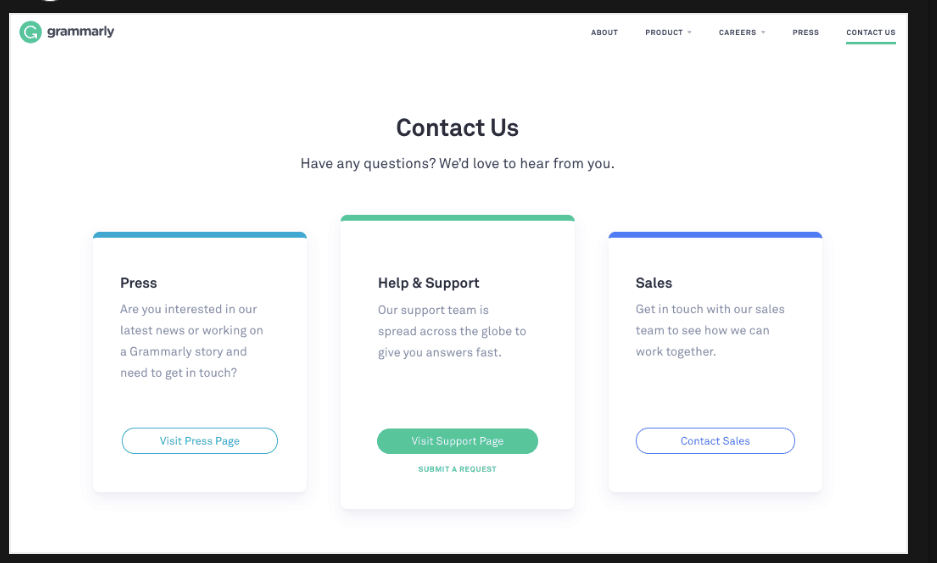 grammarly
ABOUT PRODUCT CAREERS PRESS CONTACT US
Contact Us
Have any questions? We'd love to hear from you.
Press
Are you interested in our
latest news or working on
a Grammarly story and
need to get in touch?
Visit Press Page
Help & Support
Our support team is
spread across the globe to
give you answers fast.
Visit Support Page
SUBMIT A REQUEST
Sales
Get in touch with our sales
team to see how we can
work together.
Contact Sales